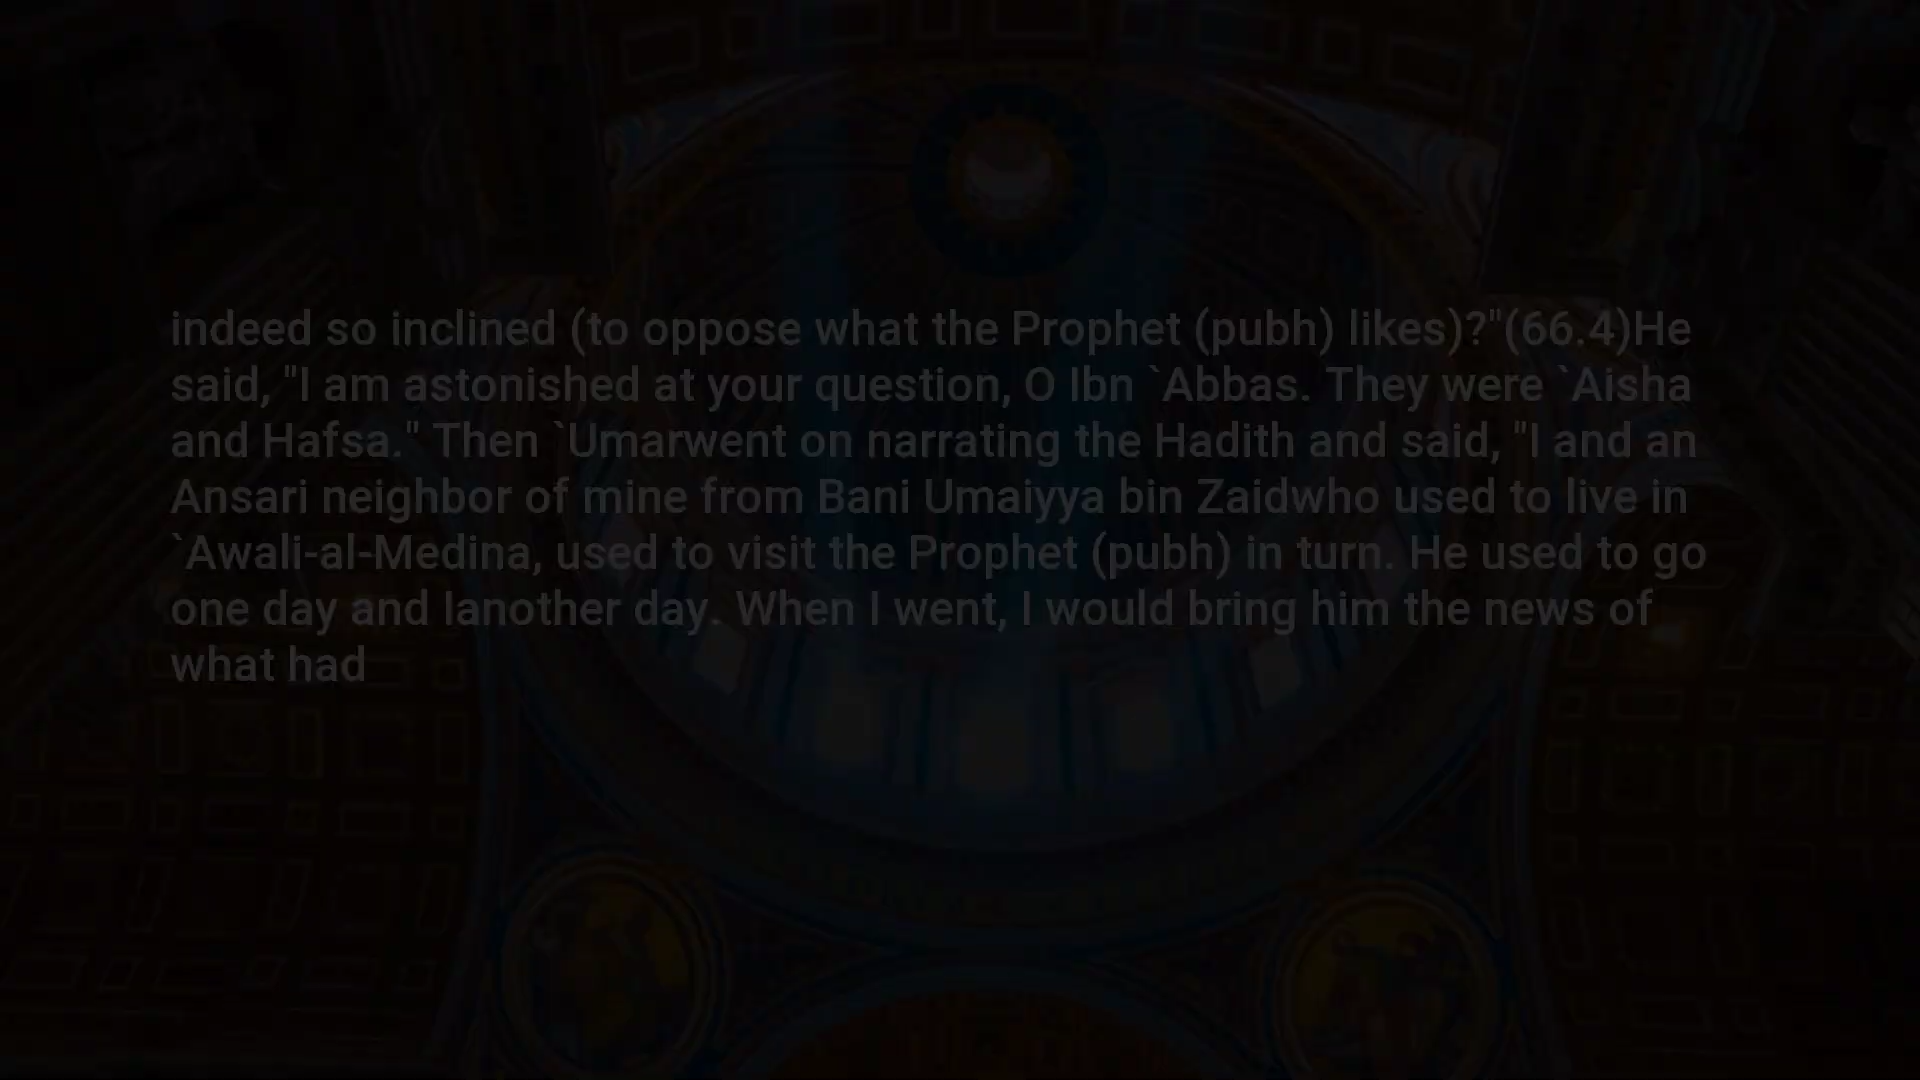 indeed so inclined (to oppose what the Prophet (pubh) likes)?"(66.4)He
said, "I am astonished at your question, O Ibn `Abbas. They were `Aisha
and Hafsa." Then `Umarwent on narrating the Hadith and said, "I and an
Ansari neighbor of mine from Bani Umaiyya bin Zaidwho used to live in
`Awali-al-Medina, used to visit the Prophet (pubh) in turn. He used to go
one day and Ianother day. When I went, I would bring him the news of
what had